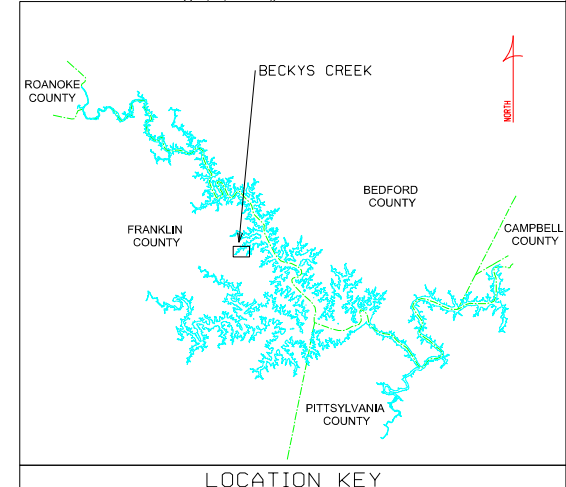 BECKYS CREEK
ROANOKE
COUNTY
NORTH
BEDFORD
COUNTY
FRANKLIN
COUNTY
CAMPBELL
COUNTY
PITTSYLVANIA
COUNTY
LOCATION KEY